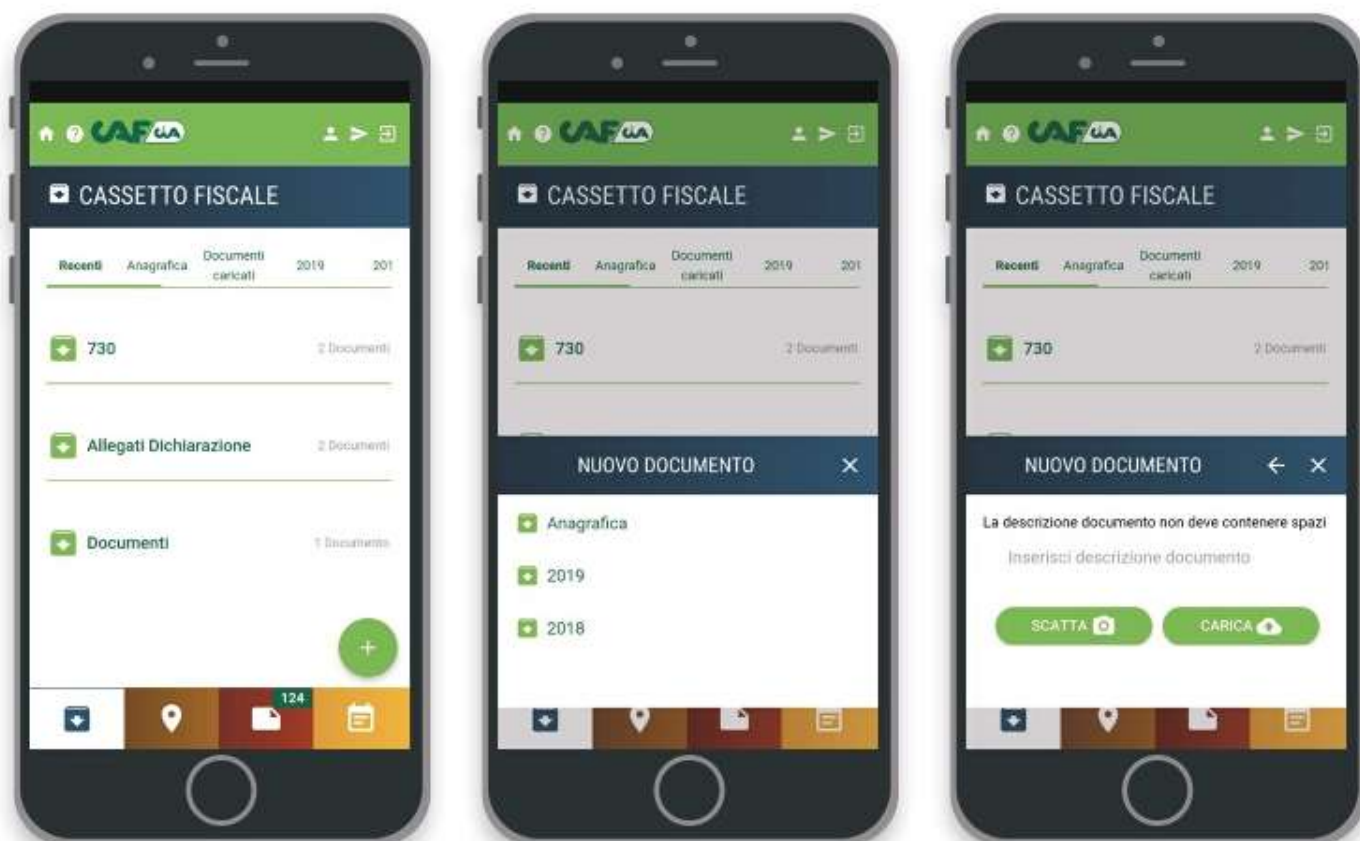 CAF CIA
CASSETTO FISCALE
Recenti Anagrafica Documenti caricati 2019 201
730 2 Documenti
Allegati Dichiarazione 2 Documenti
Documenti 1 Documento
+
124
CAF CIA
CASSETTO FISCALE
Recenti Anagrafica Documenti caricati 2019 201
730 2 Documenti
NUOVO DOCUMENTO
Anagrafica
2019
2018
CAF CIA
CASSETTO FISCALE
Recenti Anagrafica Documenti caricati 2019 201
730 2 Documenti
NUOVO DOCUMENTO
La descrizione documento non deve contenere spazi
Inserisci descrizione documento
SCATTA CARICA